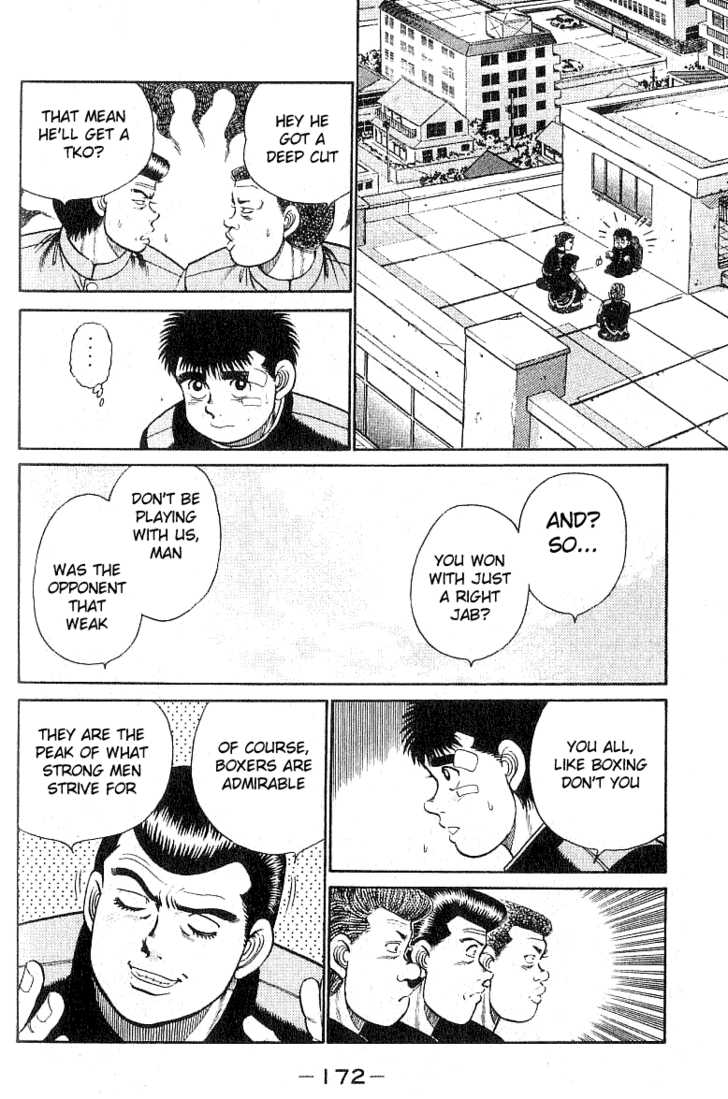 HEY HE
GOT A
DEEP CUT
THAT MEAN
HE'LL GET A
TKO?
. . .
AND?
SO...
YOU WON
WITH JUST
A RIGHT
JAB?
DON'T BE
PLAYING
WITH US,
MAN
WAS THE
OPPONENT
THAT
WEAK
YOU ALL,
LIKE BOXING
DON'T YOU
OF COURSE,
BOXERS ARE
ADMIRABLE
THEY ARE THE
PEAK OF WHAT
STRONG MEN
STRIVE FOR
— 172 —